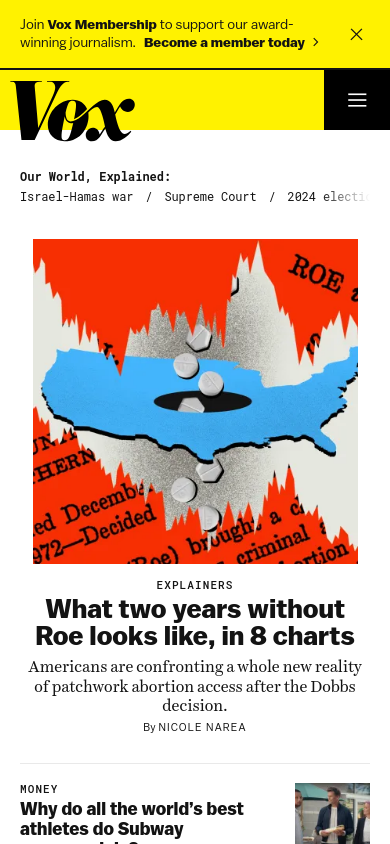 Join Vox Membership to support our award-
winning journalism. Become a member today
Vox
Our World, Explained:
Israel-Hamas war / Supreme Court / 2024 electi
ROE
HERN
ed Decembe
972—Decided
Roe) brought a c
criminal a
ortion
EXPLAINERS
What two years without
Roe looks like, in 8 charts
Americans are confronting a whole new reality
of patchwork abortion access after the Dobbs
decision.
By NICOLE NAREA
MONEY
Why do all the world’s best
athletes do Subway